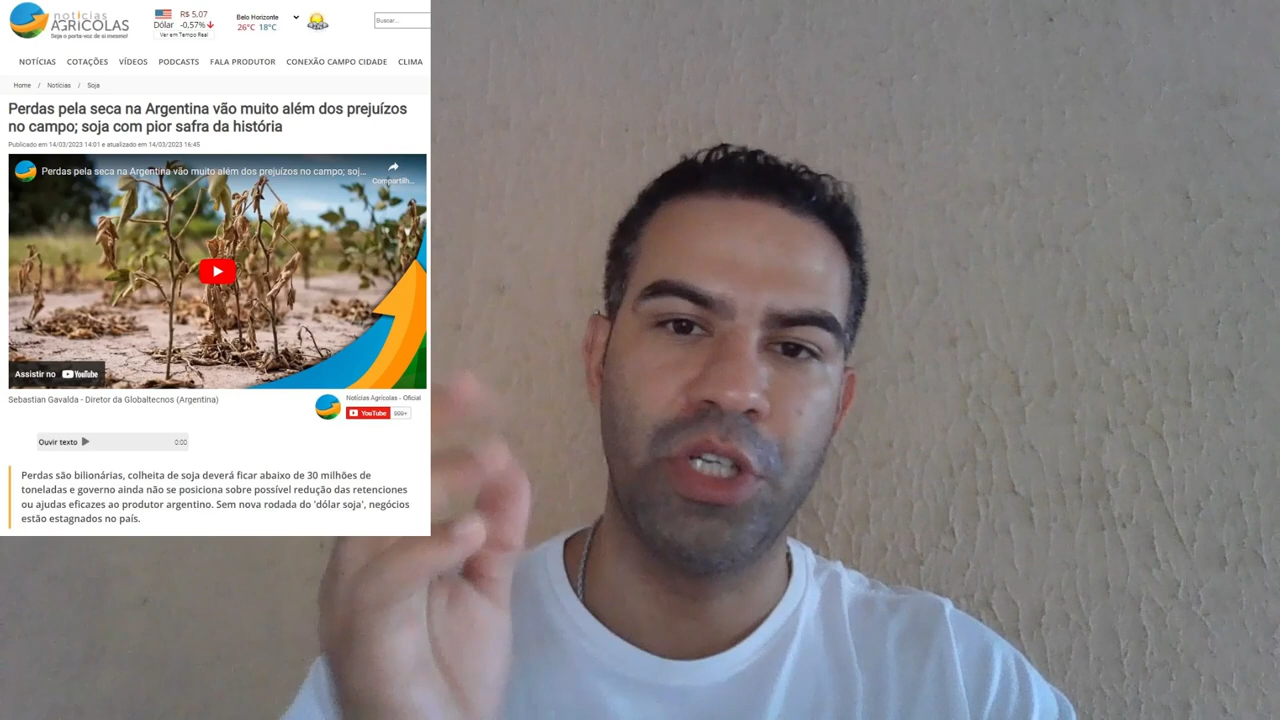 notícias
AGRÍCOLAS
Seja o porta-voz de si mesmo!
R$ 5,07
Dólar -0,57%
Ver em Tempo Real
Belo Horizonte
26°C 18°C
Buscar...
NOTÍCIAS COTAÇÕES VÍDEOS PODCASTS FALA PRODUTOR CONEXÃO CAMPO CIDADE CLIMA
Home / Notícias / Soja
Perdas pela seca na Argentina vão muito além dos prejuízos
no campo; soja com pior safra da história
Publicado em 14/03/2023 14:01 e atualizado em 14/03/2023 16:45
Perdas pela seca na Argentina vão muito além dos prejuízos no campo; soj...
Compartilh...
Assistir no YouTube
Sebastian Gavalda - Diretor da Globaltecnos (Argentina)
Notícias Agrícolas - Oficial
YouTube 999+
Ouvir texto 0:00
Perdas são bilionárias, colheita de soja deverá ficar abaixo de 30 milhões de
toneladas e governo ainda não se posiciona sobre possível redução das retenciones
ou ajudas eficazes ao produtor argentino. Sem nova rodada do 'dólar soja', negócios
estão estagnados no país.